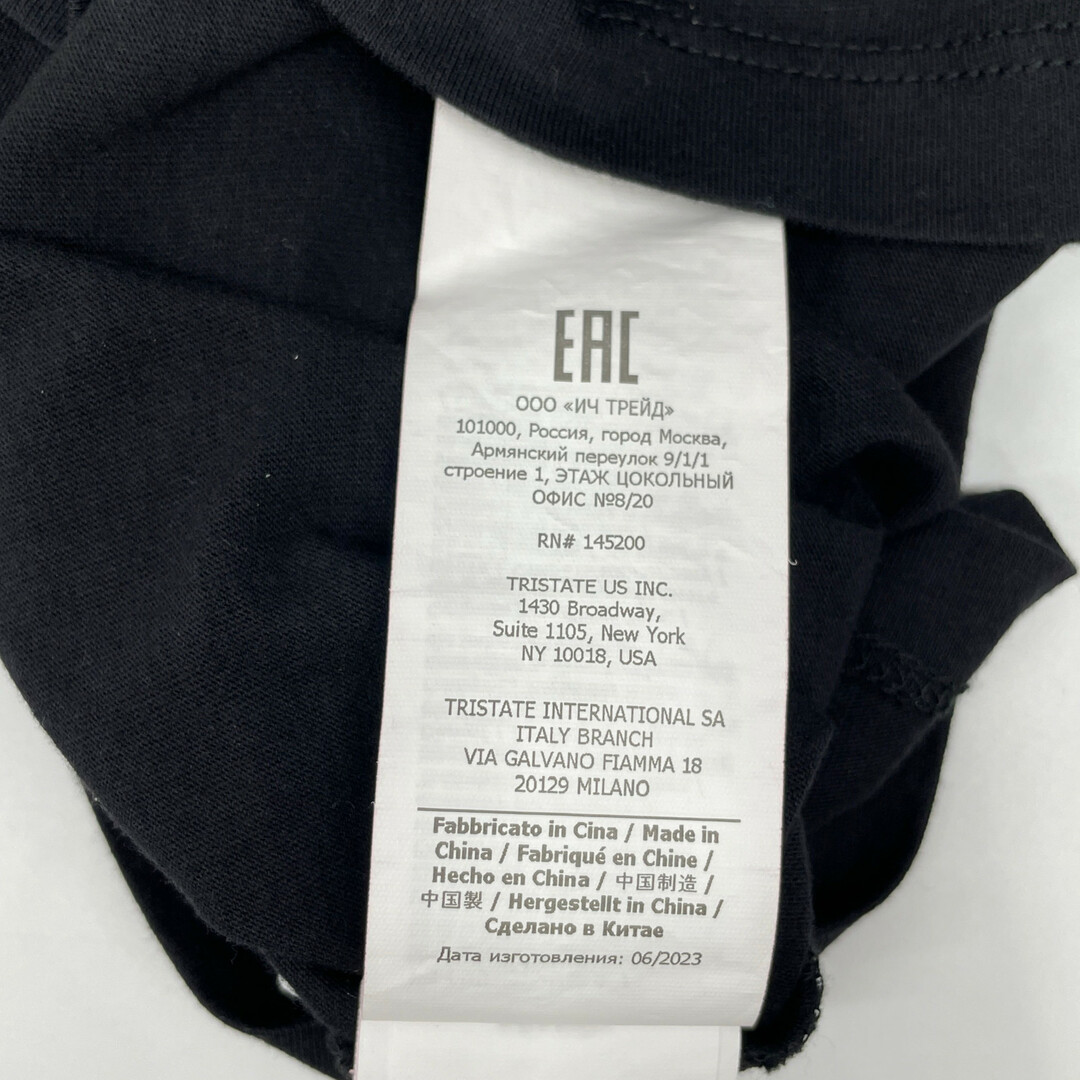 EAC
ООО «ИЧ ТРЕЙД»
101000, Россия, город Москва,
Армянский переулок 9/1/1
строение 1, ЭТАЖ ЦОКОЛЬНЫЙ
ОФИС №8/20
RN# 145200
TRISTATE US INC.
1430 Broadway,
Suite 1105, New York
NY 10018, USA
TRISTATE INTERNATIONAL SA
ITALY BRANCH
VIA GALVANO FIAMMA 18
20129 MILANO
Fabbricato in Cina / Made in
China / Fabriqué en Chine /
Hecho en China / 中国制造 /
中国製 / Hergestellt in China /
Сделано в Китае
Дата изготовления: 06/2023